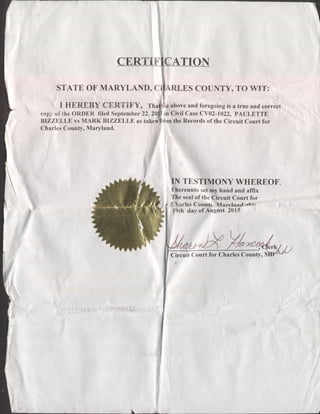 CERTIFICATION
STATE OF MARYLAND, CHARLES COUNTY, TO WIT:
I HEREBY CERTIFY, That the above and foregoing is a true and correct
copy of the ORDER filed September 22, in Civil Case CV02-1022, PAULETTE
BIZZELLE vs MARK BIZZELLE as taken from the Records of the Circuit Court for
Charles County, Maryland.
IN TESTIMONY WHEREOF.
I hereunto set my hand and affix
The seal of the Circuit Court for
Charles County, Maryland, this
19th day of August 2015
Sharon L. Hancock
Clerk
Circuit Court for Charles County, MD